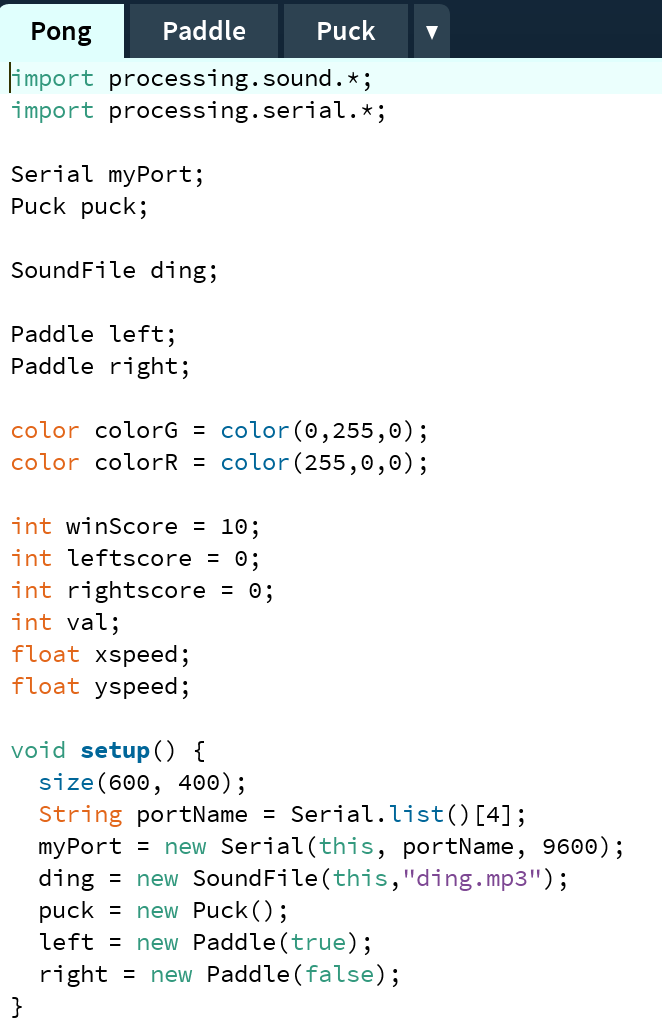 Pong Paddle Puck ▼
import processing.sound.*;
import processing.serial.*;

Serial myPort;
Puck puck;

SoundFile ding;

Paddle left;
Paddle right;

color colorG = color(0,255,0);
color colorR = color(255,0,0);

int winScore = 10;
int leftscore = 0;
int rightscore = 0;
int val;
float xspeed;
float yspeed;

void setup() {
  size(600, 400);
  String portName = Serial.list()[4];
  myPort = new Serial(this, portName, 9600);
  ding = new SoundFile(this,"ding.mp3");
  puck = new Puck();
  left = new Paddle(true);
  right = new Paddle(false);
}